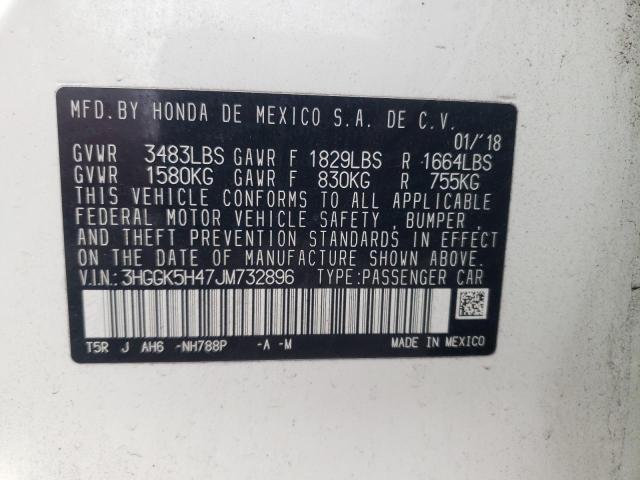 MFD.BY HONDA DE MEXICO S.A. DE C.V.
01/'18
GVWR 3483LBS GAWR F 1829LBS R 1664LBS
GVWR 1580KG GAWR F 830KG R 755KG
THIS VEHICLE CONFORMS TO ALL APPLICABLE
FEDERAL MOTOR VEHICLE SAFETY , BUMPER ,
AND THEFT PREVENTION STANDARDS IN EFFECT
ON THE DATE OF MANUFACTURE SHOWN ABOVE.
V.I.N.:3HGGK5H47JM732896 TYPE:PASSENGER CAR
T5R J AH6 -NH788P -A -M MADE IN MEXICO